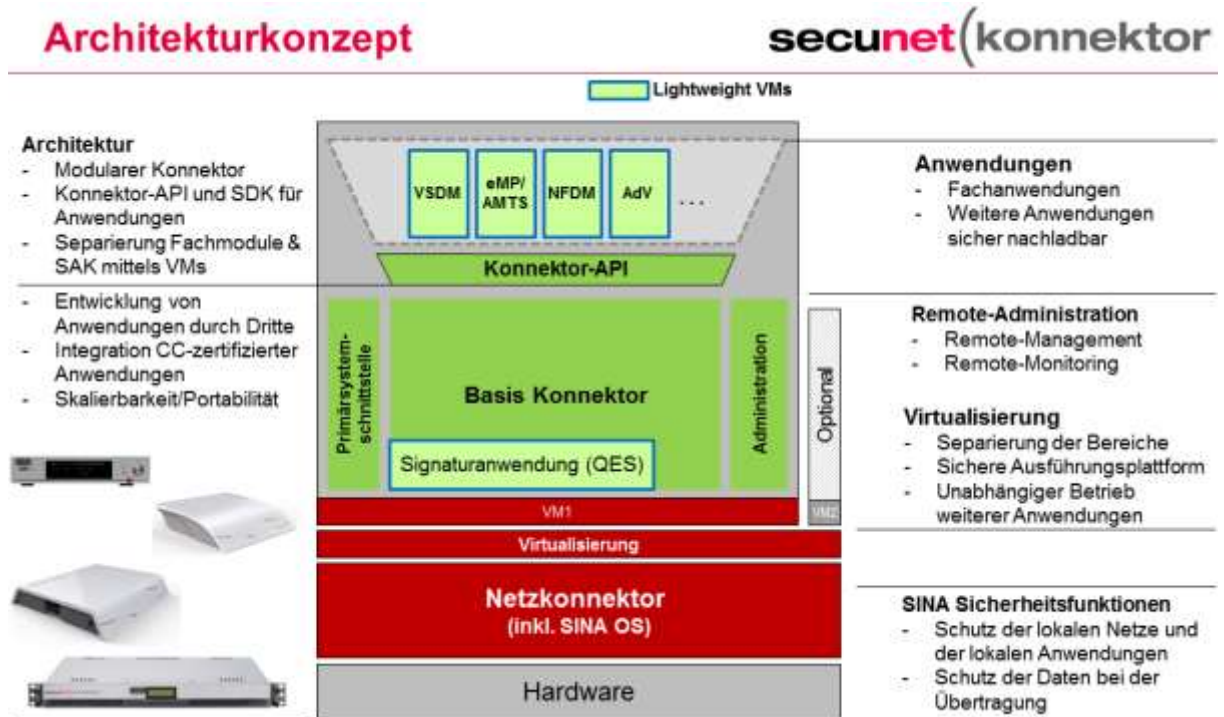 Architekturkonzept
secunet(konnektor
Lightweight VMs
Architektur
- Modularer Konnektor
- Konnektor-API und SDK für
Anwendungen
- Separierung Fachmodule &
SAK mittels VMs
- Entwicklung von
Anwendungen durch Dritte
- Integration CC-zertifizierter
Anwendungen
- Skalierbarkeit/Portabilität
VSDM
eMP/
AMTS
NFDM
AdV
...
Konnektor-API
Primärsystem-
schnittstelle
Basis Konnektor
Administration
Signaturanwendung (QES)
VM1
Optional
VM2
Virtualisierung
Netzkonnektor
(inkl. SINA OS)
Hardware
Anwendungen
- Fachanwendungen
- Weitere Anwendungen
sicher nachladbar
Remote-Administration
- Remote-Management
- Remote-Monitoring
Virtualisierung
- Separierung der Bereiche
- Sichere Ausführungsplattform
- Unabhängiger Betrieb
weiterer Anwendungen
SINA Sicherheitsfunktionen
- Schutz der lokalen Netze und
der lokalen Anwendungen
- Schutz der Daten bei der
Übertragung